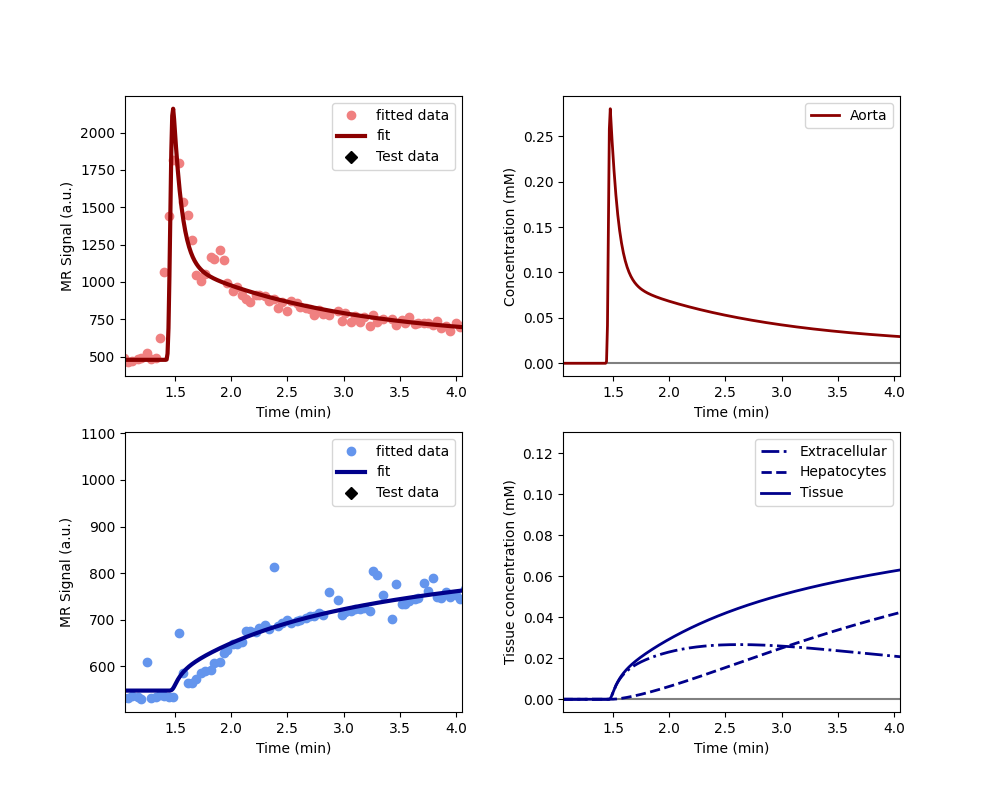 MR Signal (a.u.)
2000
1750
1500
1250
1000
750
500
fitted data
fit
Test data
1.5 2.0 2.5 3.0 3.5 4.0
Time (min)
Concentration (mM)
0.25
0.20
0.15
0.10
0.05
0.00
Aorta
1.5 2.0 2.5 3.0 3.5 4.0
Time (min)
MR Signal (a.u.)
1100
1000
900
800
700
600
fitted data
fit
Test data
1.5 2.0 2.5 3.0 3.5 4.0
Time (min)
Tissue concentration (mM)
0.12
0.10
0.08
0.06
0.04
0.02
0.00
Extracellular
Hepatocytes
Tissue
1.5 2.0 2.5 3.0 3.5 4.0
Time (min)